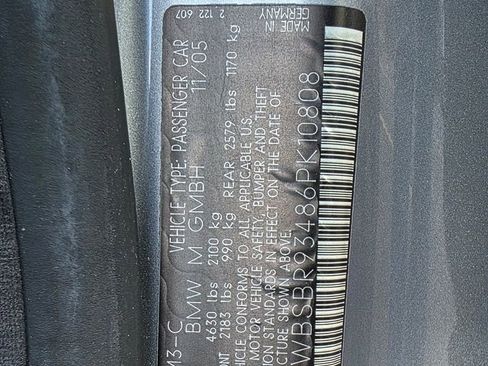 MADE IN
GERMANY
2 122 607
M3-C VEHICLE TYPE: PASSENGER CAR
BMW M GMBH 11/05
4630 lbs 2100 kg
2183 lbs 990 kg REAR 2579 lbs 1170 kg
VEHICLE CONFORMS TO ALL APPLICABLE U.S.
MOTOR VEHICLE SAFETY, BUMPER AND THEFT
STANDARDS IN EFFECT ON THE DATE OF
MANUFACTURE SHOWN ABOVE
WBSBR93486PK10808